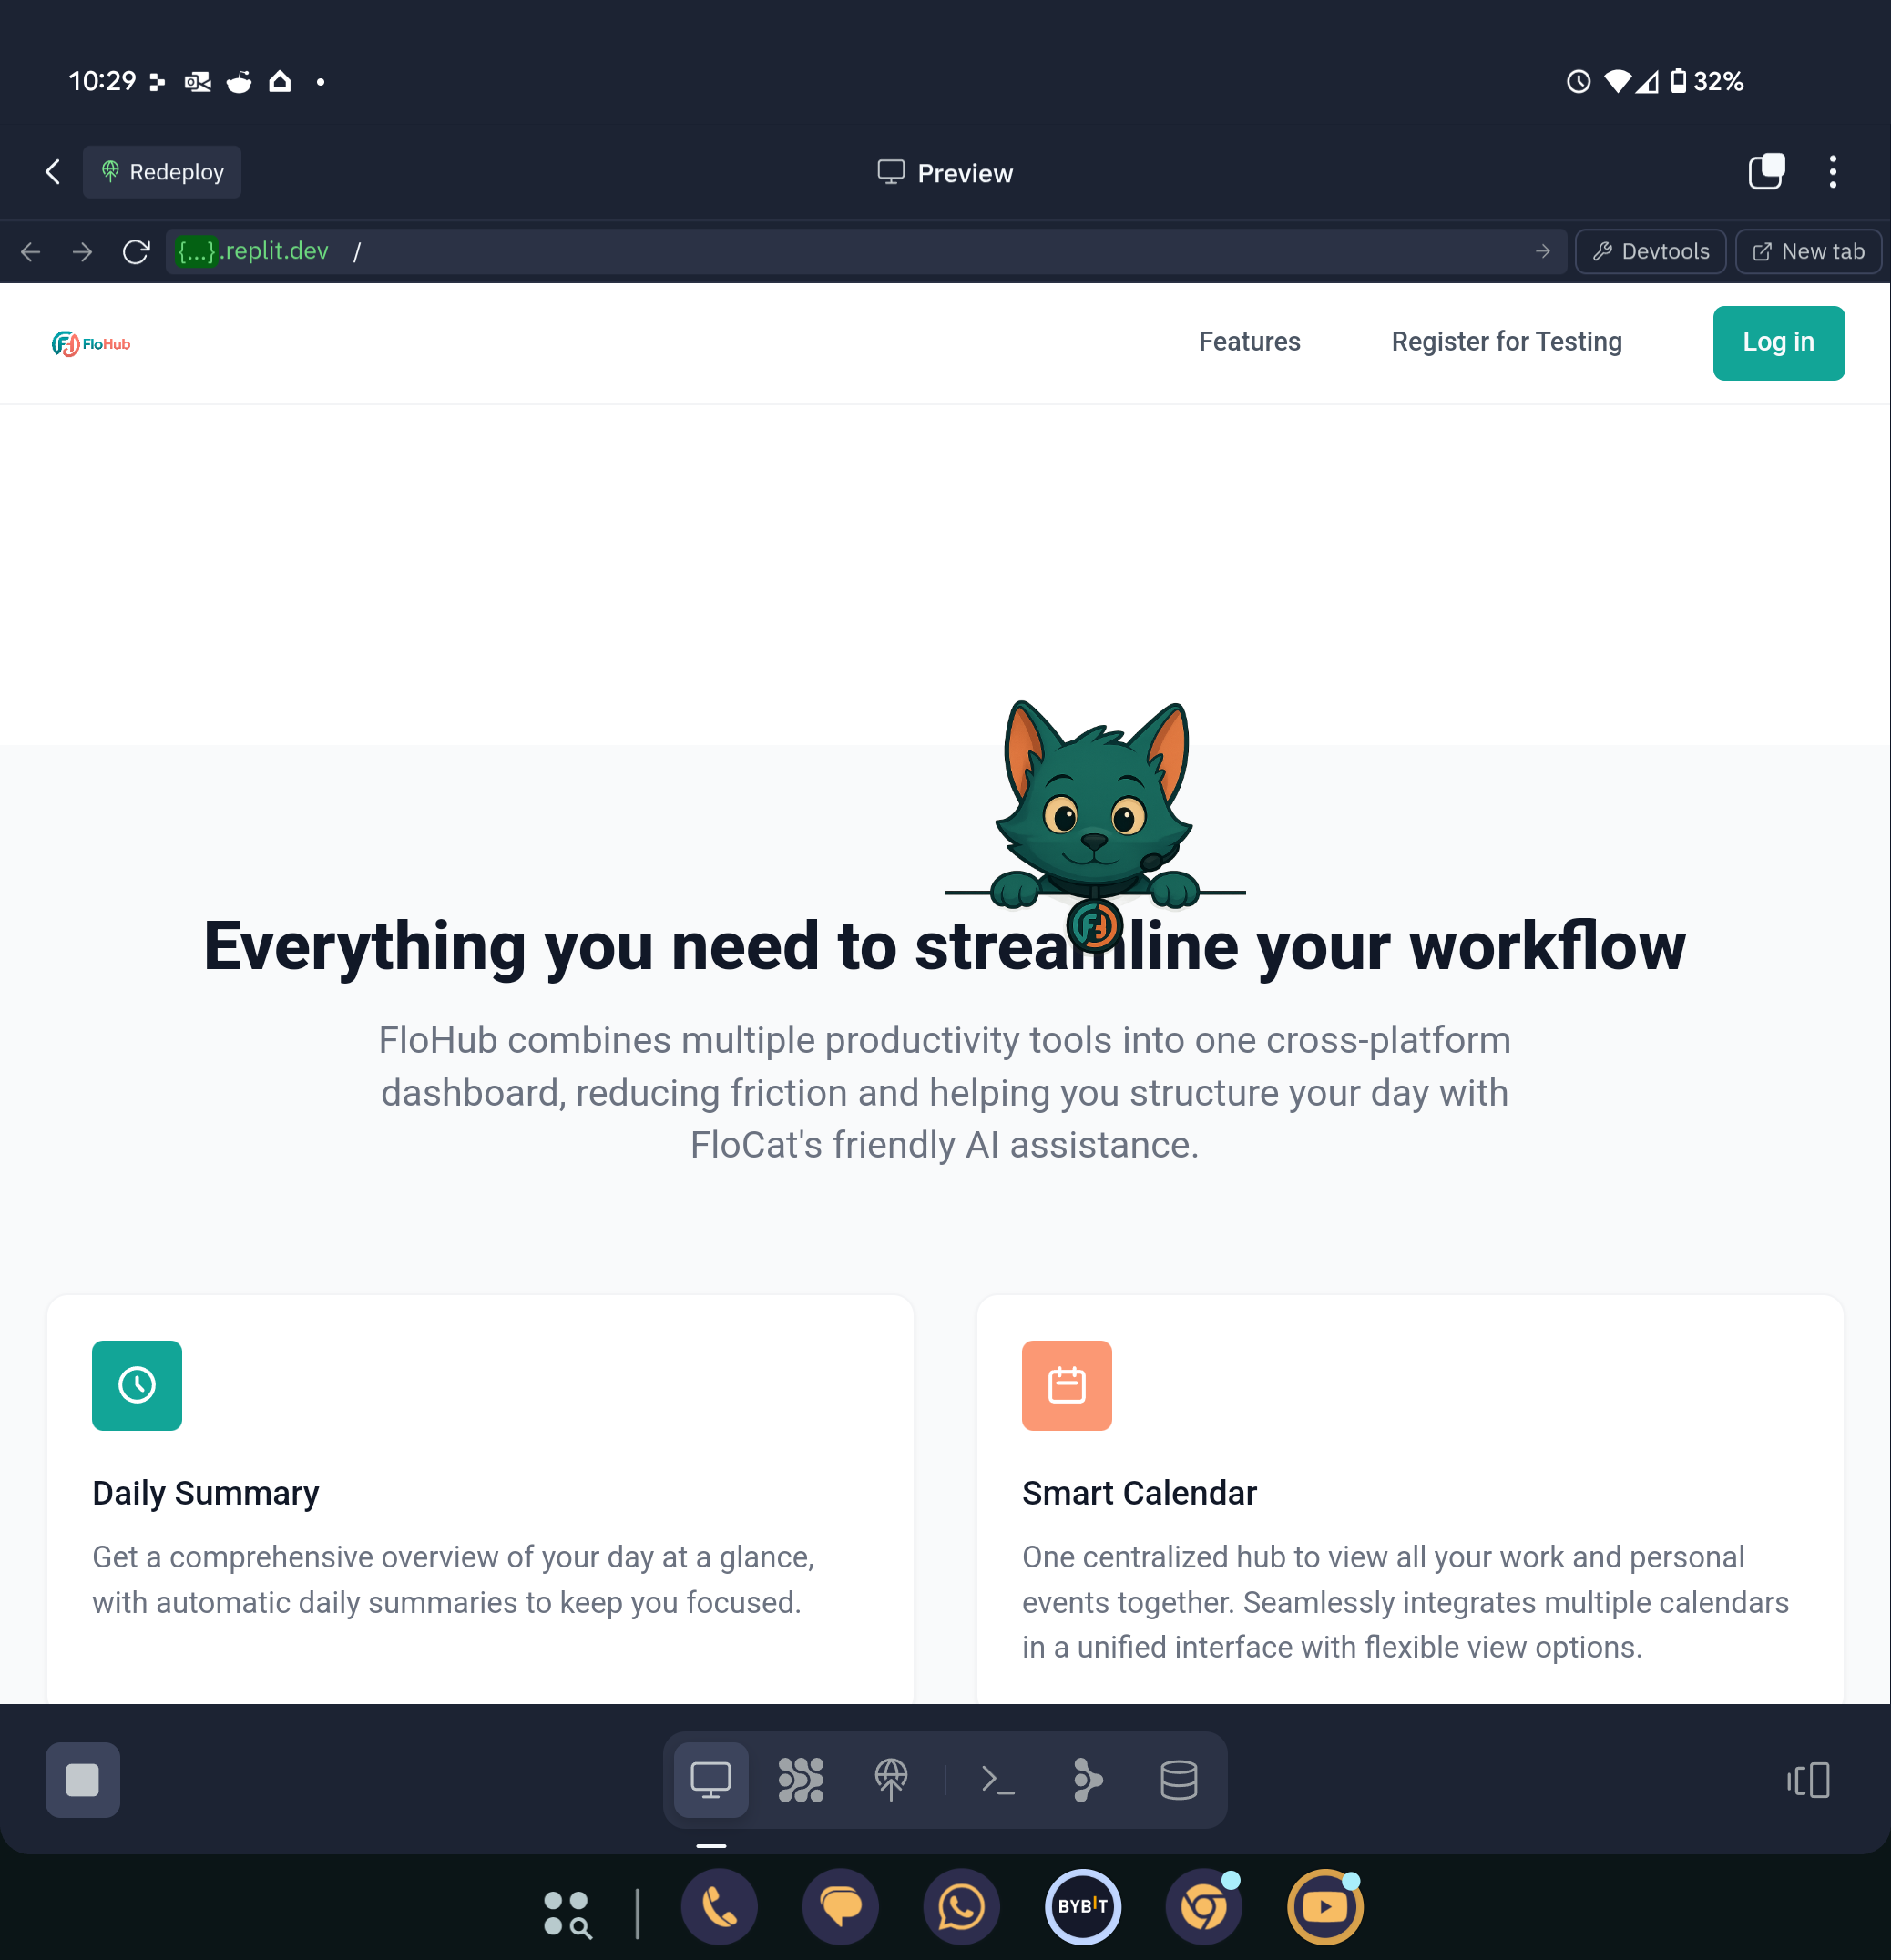 10:29
32%
Redeploy
Preview
{...}.replit.dev /
Devtools
New tab
FloHub
Features
Register for Testing
Log in
Everything you need to streamline your workflow
FloHub combines multiple productivity tools into one cross-platform
dashboard, reducing friction and helping you structure your day with
FloCat's friendly AI assistance.
Daily Summary
Get a comprehensive overview of your day at a glance,
with automatic daily summaries to keep you focused.
Smart Calendar
One centralized hub to view all your work and personal
events together. Seamlessly integrates multiple calendars
in a unified interface with flexible view options.
BYBIT